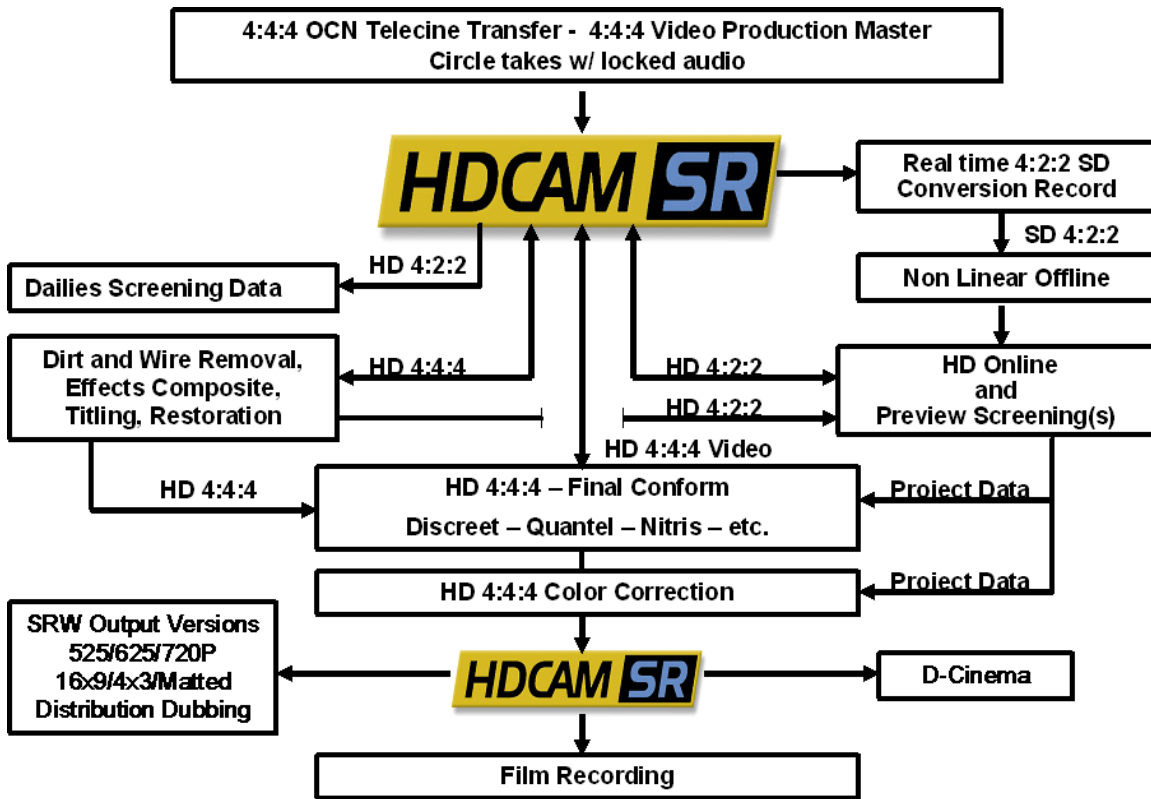 4:4:4 OCN Telecine Transfer - 4:4:4 Video Production Master
Circle takes w/ locked audio
HDCAM SR
Real time 4:2:2 SD
Conversion Record
SD 4:2:2
HD 4:2:2
Dailies Screening Data
Non Linear Offline
Dirt and Wire Removal,
Effects Composite,
Titling, Restoration
HD 4:4:4
HD 4:2:2
HD 4:2:2
HD Online
and
Preview Screening(s)
HD 4:4:4 Video
HD 4:4:4
HD 4:4:4 – Final Conform
Discreet – Quantel – Nitris – etc.
Project Data
HD 4:4:4 Color Correction
Project Data
SRW Output Versions
525/625/720P
16x9/4x3/Matted
Distribution Dubbing
HDCAM SR
D-Cinema
Film Recording